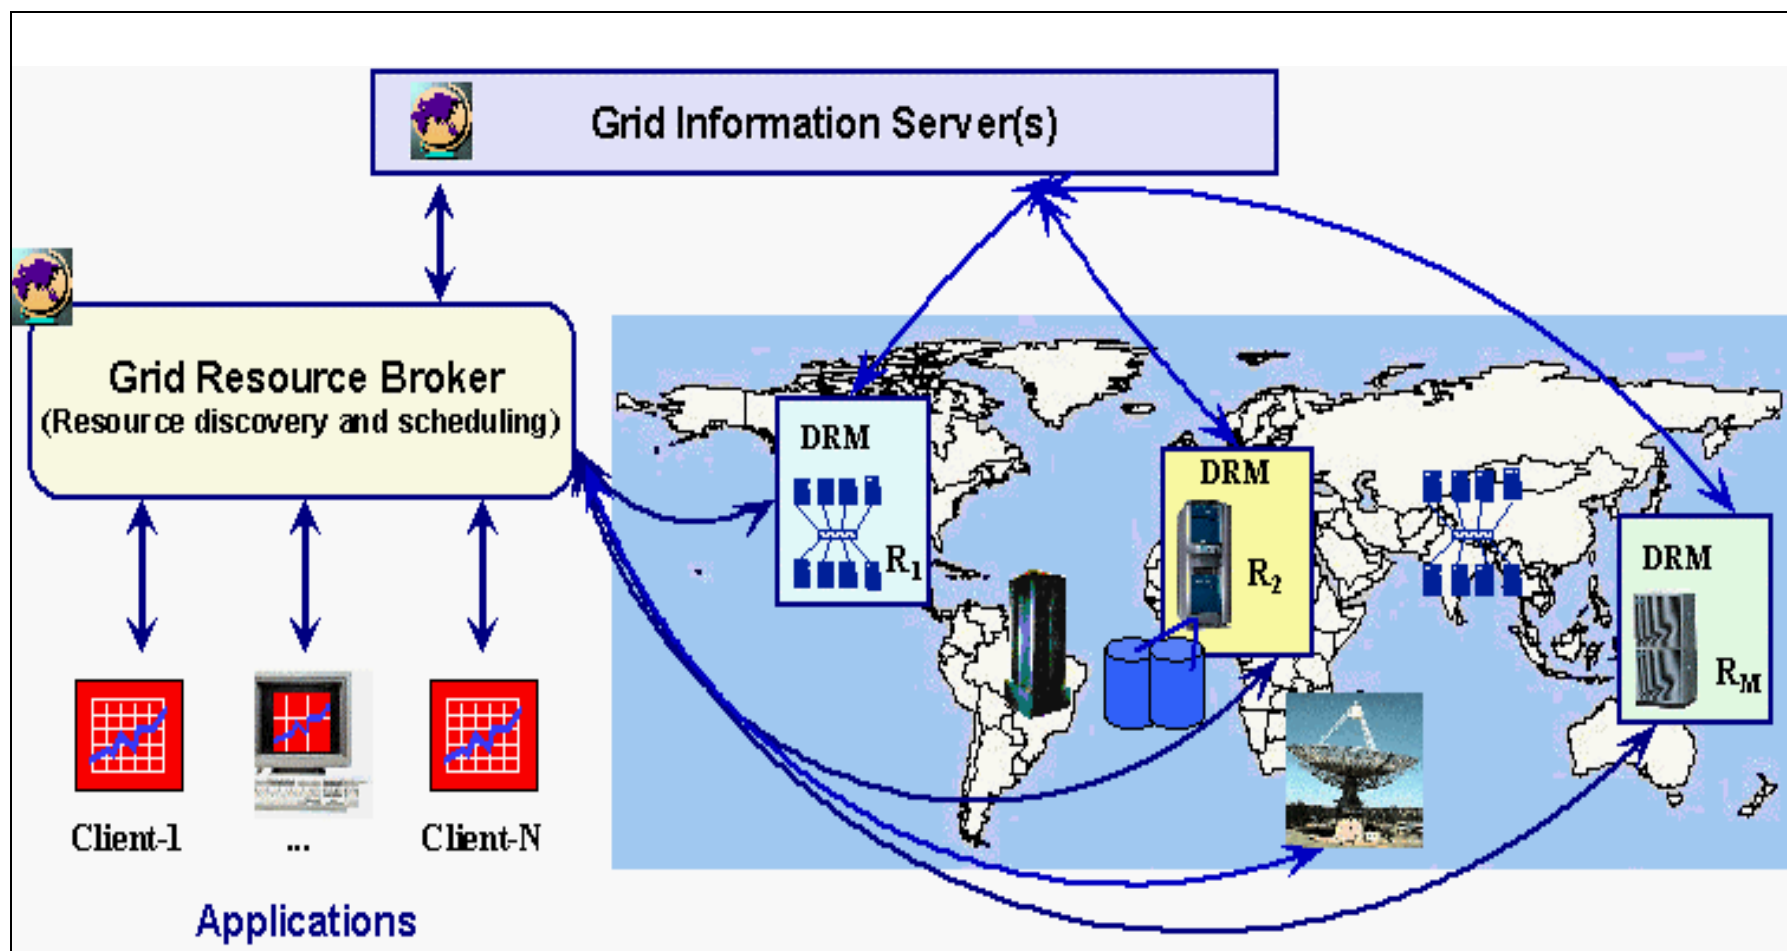 Grid Information Server(s)
Grid Resource Broker
(Resource discovery and scheduling)
DRM
R1
DRM
R2
DRM
RM
Client-1
...
Client-N
Applications